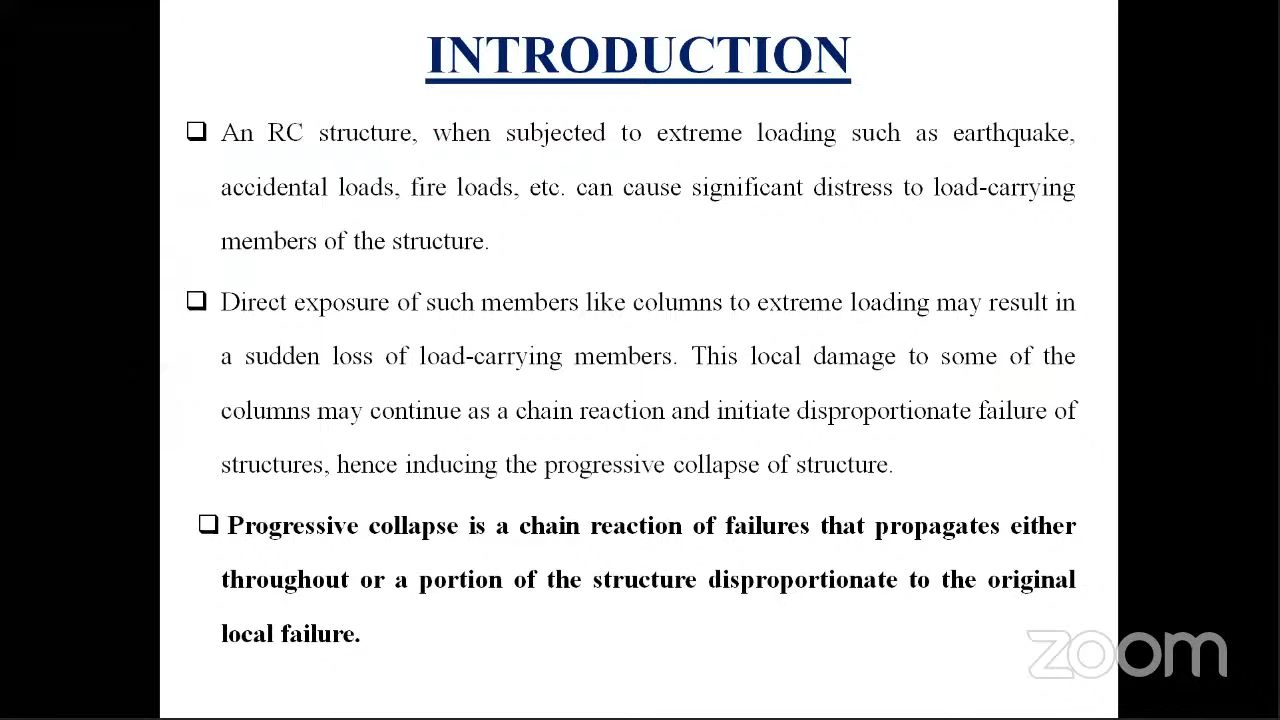 INTRODUCTION
An RC structure, when subjected to extreme loading such as earthquake,
accidental loads, fire loads, etc. can cause significant distress to load-carrying
members of the structure.
Direct exposure of such members like columns to extreme loading may result in
a sudden loss of load-carrying members. This local damage to some of the
columns may continue as a chain reaction and initiate disproportionate failure of
structures, hence inducing the progressive collapse of structure.
Progressive collapse is a chain reaction of failures that propagates either
throughout or a portion of the structure disproportionate to the original
local failure.
zoom